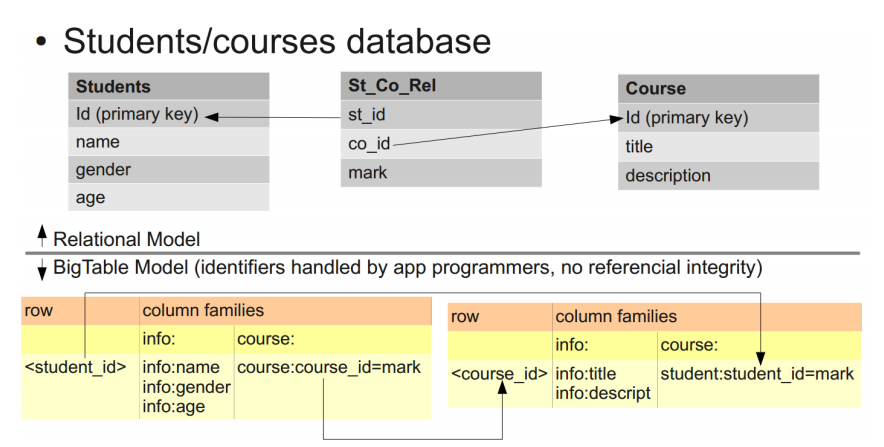 • Students/courses database
Students
Id (primary key)
name
gender
age
St_Co_Rel
st_id
co_id
mark
Course
Id (primary key)
title
description
Relational Model
BigTable Model (identifiers handled by app programmers, no referencial integrity)
row column families
info: course:
<student_id> info:name course:course_id=mark
info:gender
info:age
row column families
info: course:
<course_id> info:title student:student_id=mark
info:descript